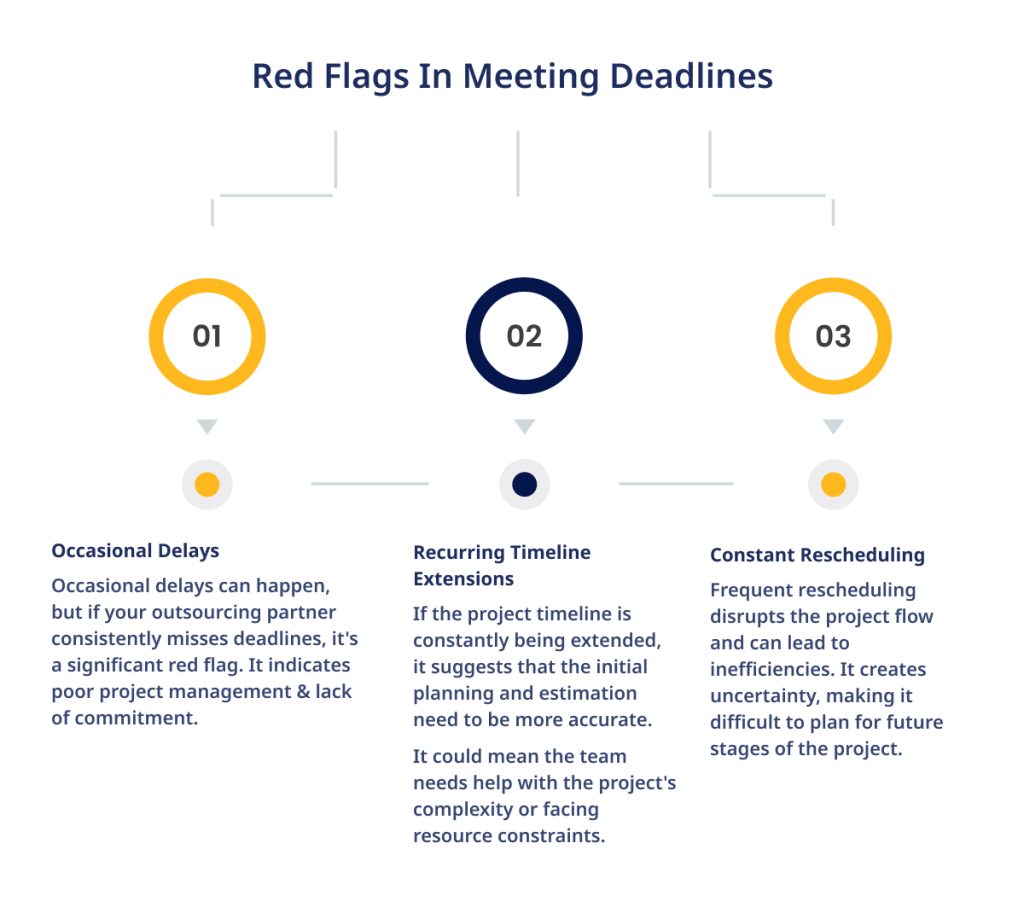 Red Flags In Meeting Deadlines
01
02
03
Occasional Delays
Occasional delays can happen,
but if your outsourcing partner
consistently misses deadlines, it's
a significant red flag. It indicates
poor project management & lack
of commitment.
Recurring Timeline
Extensions
If the project timeline is
constantly being extended,
it suggests that the initial
planning and estimation
need to be more accurate.
It could mean the team
needs help with the project's
complexity or facing
resource constraints.
Constant Rescheduling
Frequent rescheduling
disrupts the project flow
and can lead to
inefficiencies. It creates
uncertainty, making it
difficult to plan for future
stages of the project.